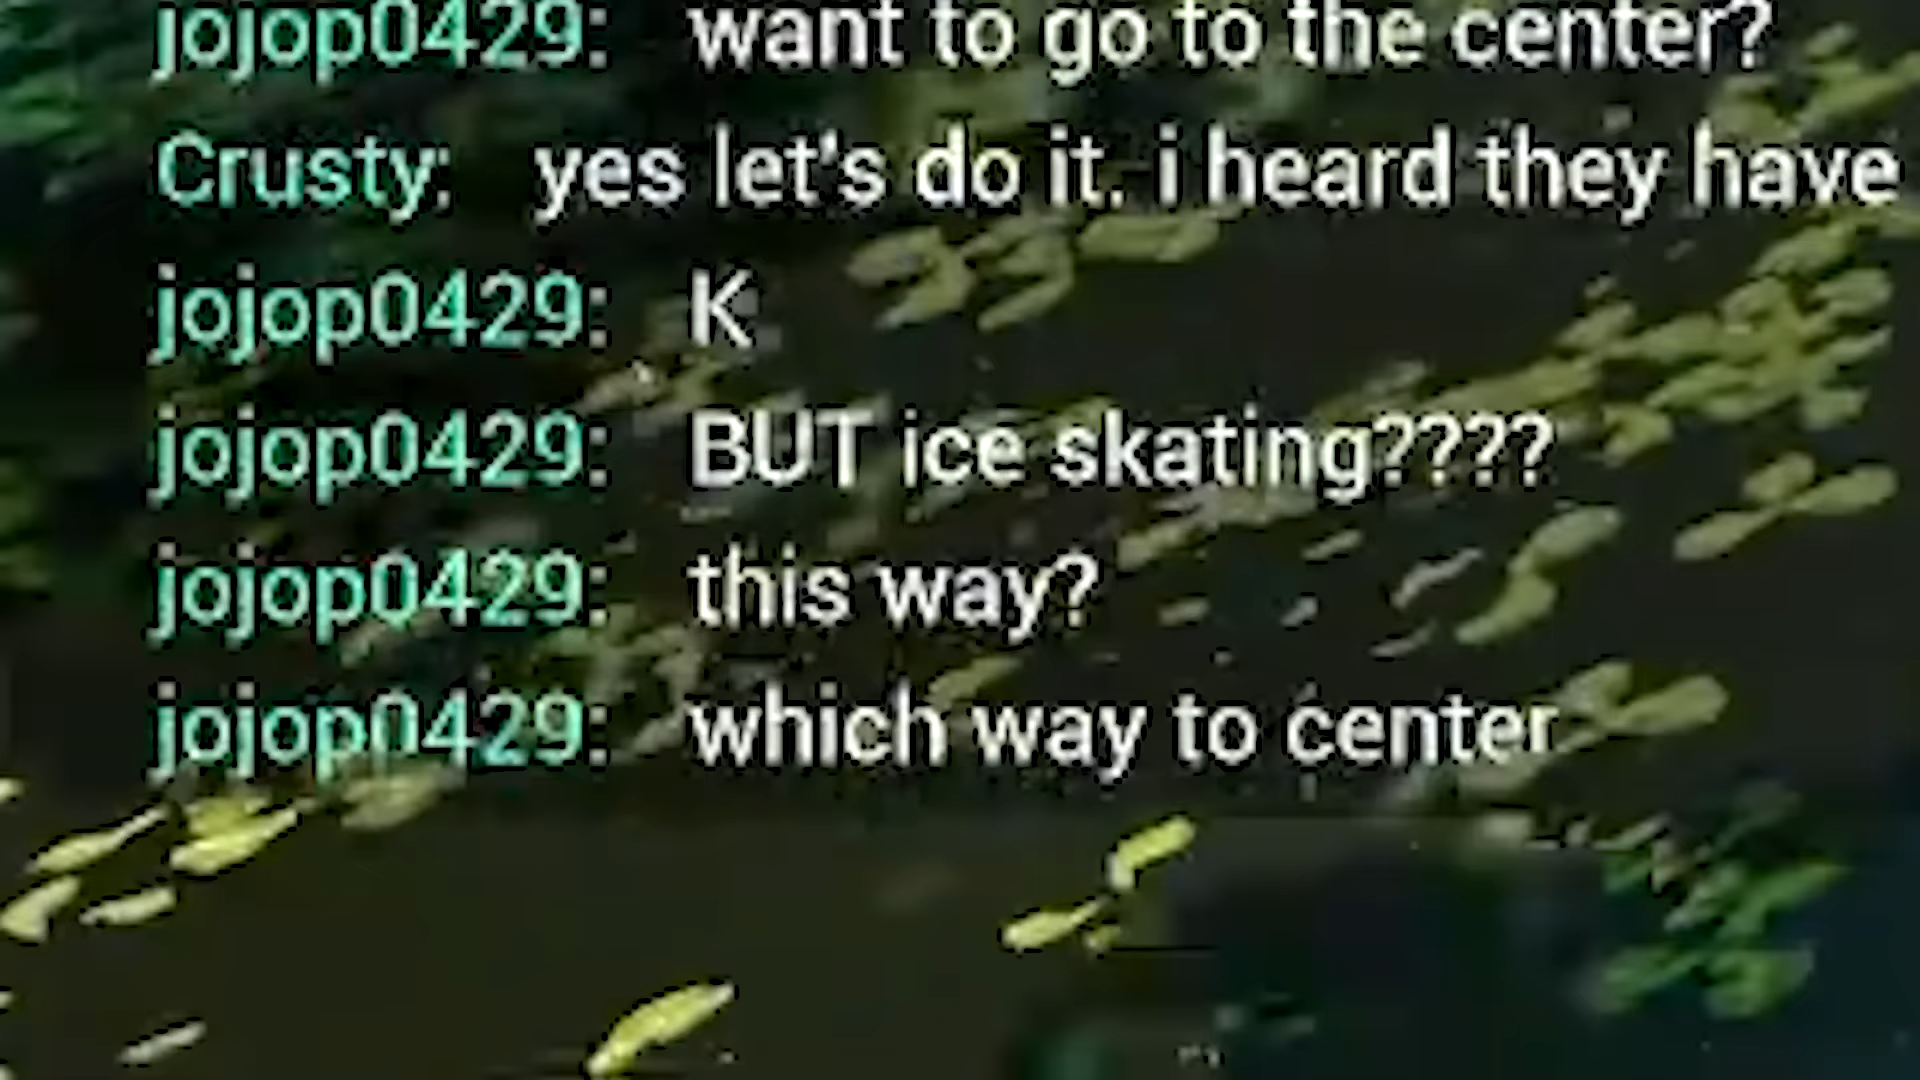 jojop0429: want to go to the center?
Crusty: yes let's do it. i heard they have
jojop0429: K
jojop0429: BUT ice skating????
jojop0429: this way?
jojop0429: which way to center